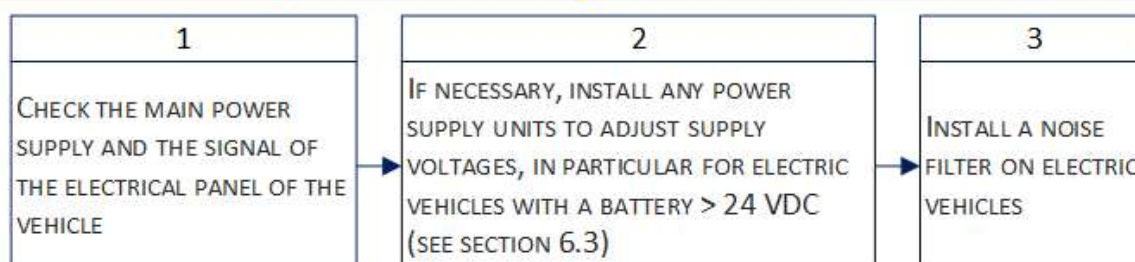 1
CHECK THE MAIN POWER
SUPPLY AND THE SIGNAL OF
THE ELECTRICAL PANEL OF THE
VEHICLE
2
IF NECESSARY, INSTALL ANY POWER
SUPPLY UNITS TO ADJUST SUPPLY
VOLTAGES, IN PARTICULAR FOR ELECTRIC
VEHICLES WITH A BATTERY > 24 VDC
(SEE SECTION 6.3)
3
INSTALL A NOISE
FILTER ON ELECTRIC
VEHICLES